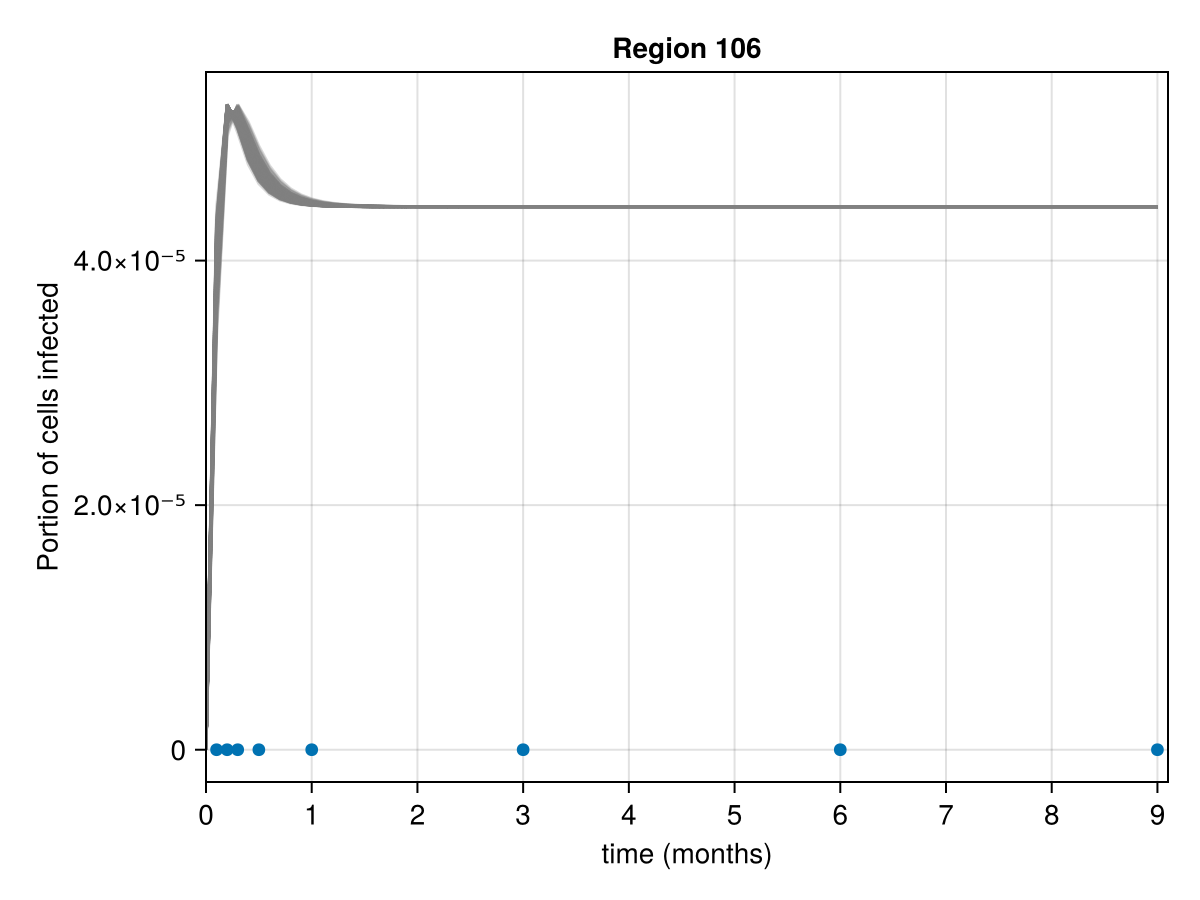 Region 106
Portion of cells infected
4.0×10⁻⁵
2.0×10⁻⁵
0
0 1 2 3 4 5 6 7 8 9
time (months)